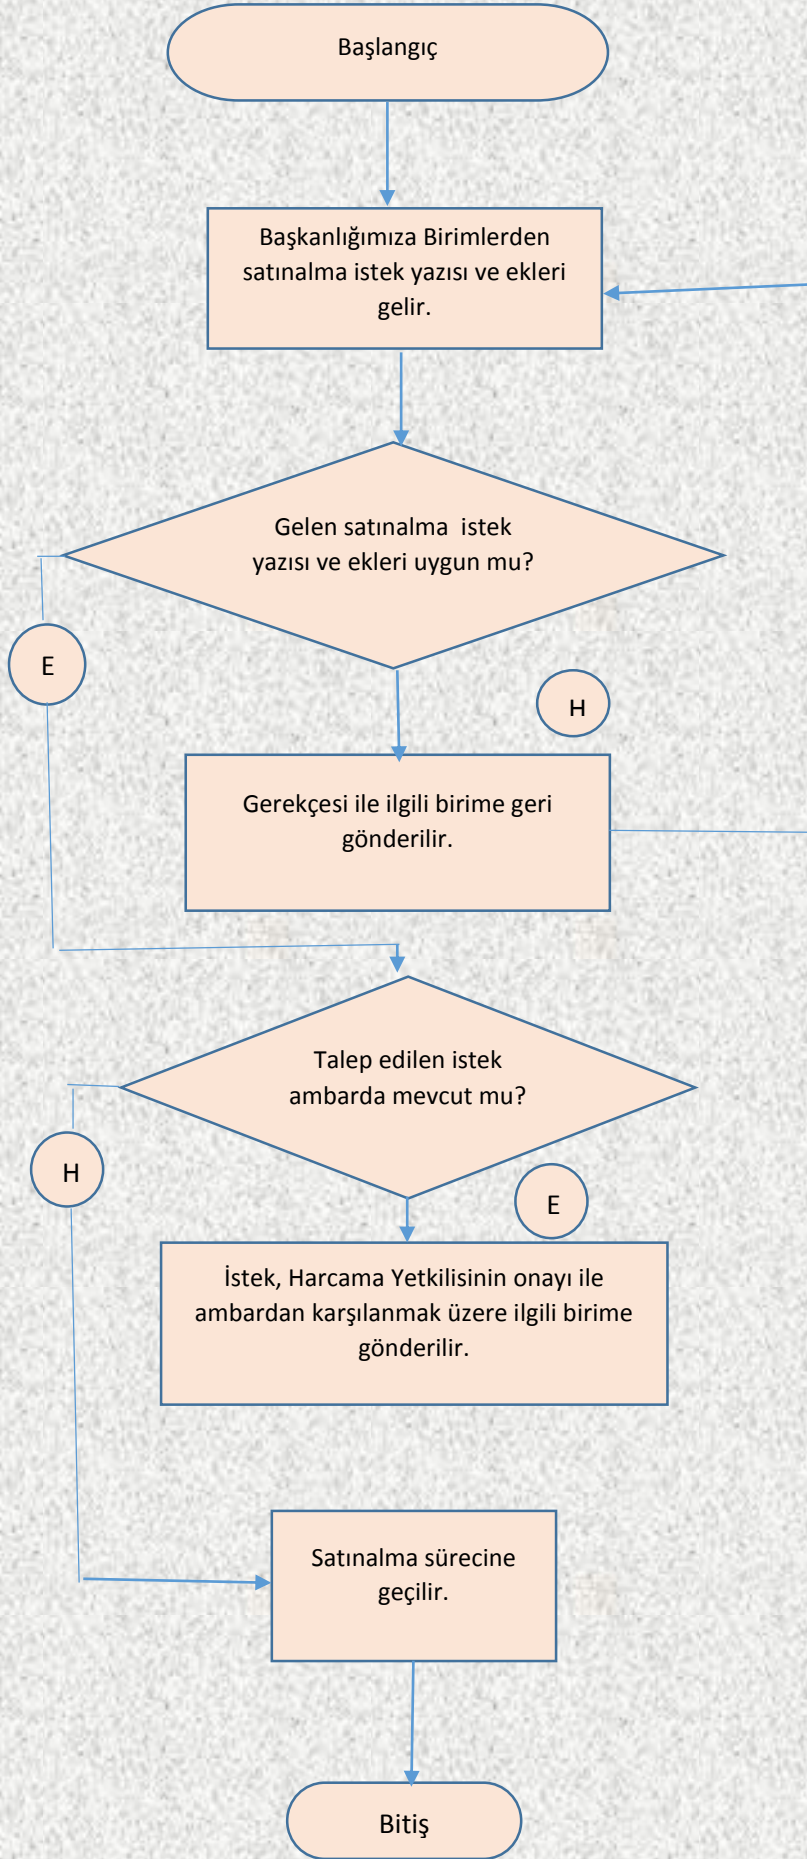 Başlangıç
Başkanlığımıza Birimlerden
satınalma istek yazısı ve ekleri
gelir.
Gelen satınalma istek
yazısı ve ekleri uygun mu?
E
H
Gerekçesi ile ilgili birime geri
gönderilir.
Talep edilen istek
ambarda mevcut mu?
H
E
İstek, Harcama Yetkilisinin onayı ile
ambardan karşılanmak üzere ilgili birime
gönderilir.
Satınalma sürecine
geçilir.
Bitiş